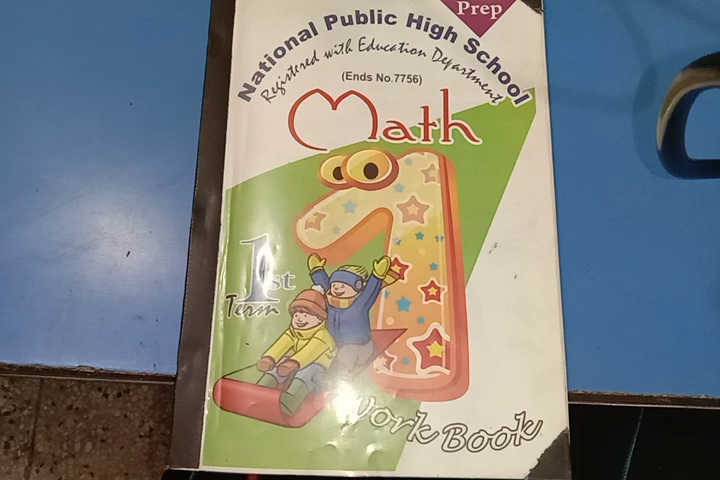 Prep
National Public High School
Registered with Education Department
(Ends No.7756)
Math
1st
Term
Work Book